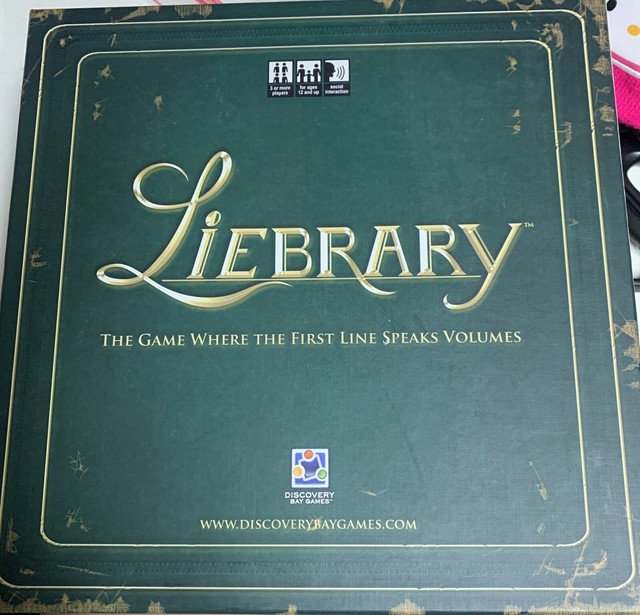 3 or more players
for ages 12 and up
social interaction
LIEBRARY™
THE GAME WHERE THE FIRST LINE SPEAKS VOLUMES
DISCOVERY
BAY GAMES™
WWW.DISCOVERYBAYGAMES.COM